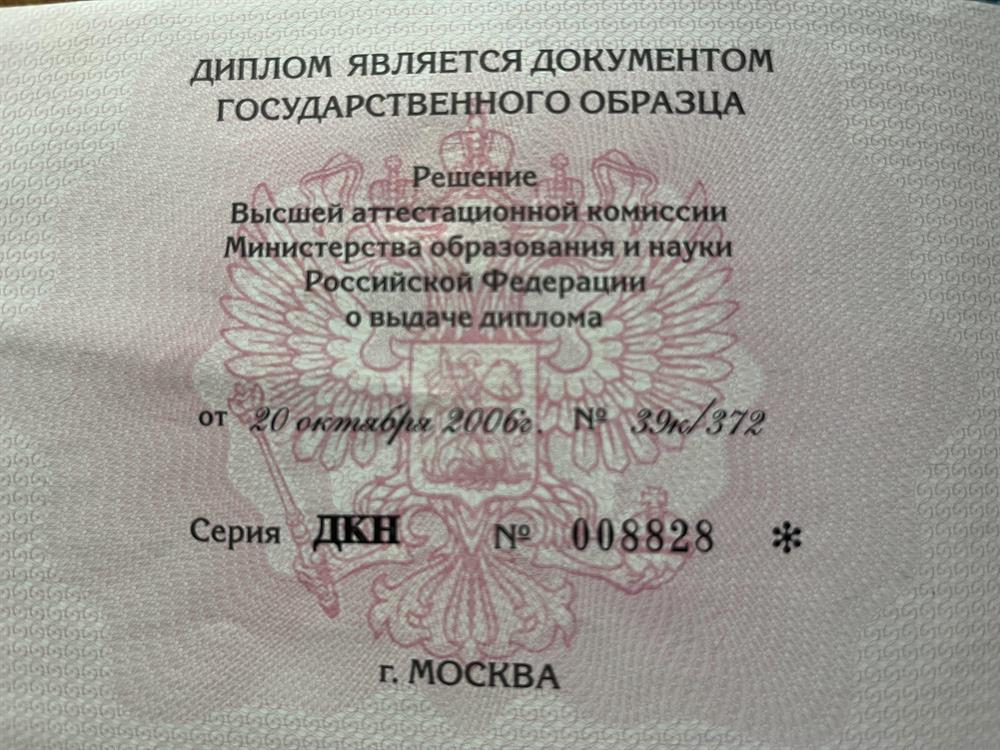 ДИПЛОМ ЯВЛЯЕТСЯ ДОКУМЕНТОМ
ГОСУДАРСТВЕННОГО ОБРАЗЦА
Решение
Высшей аттестационной комиссии
Министерства образования и науки
Российской Федерации
о выдаче диплома
от 20 октября 2006г. № 39к/372
Серия ДКН № 008828 *
г. МОСКВА